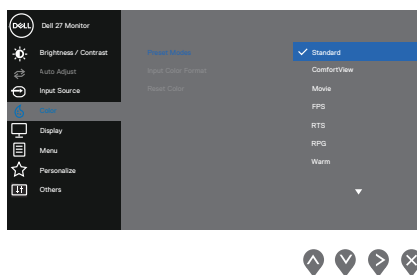 DELL
Dell 27 Monitor
Brightness / Contrast
Auto Adjust
Input Source
Color
Display
Menu
Personalize
Others
Preset Modes
Input Color Format
Reset Color
Standard
ComfortView
Movie
FPS
RTS
RPG
Warm